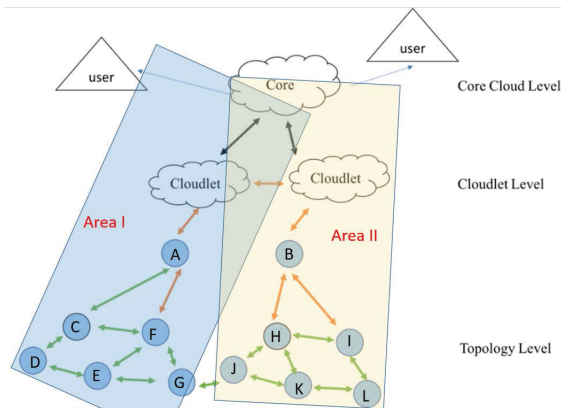 user
user
Core
Core Cloud Level
Cloudlet
Cloudlet
Cloudlet Level
Area I
Area II
A
B
C
F
H
I
Topology Level
D
E
G
J
K
L